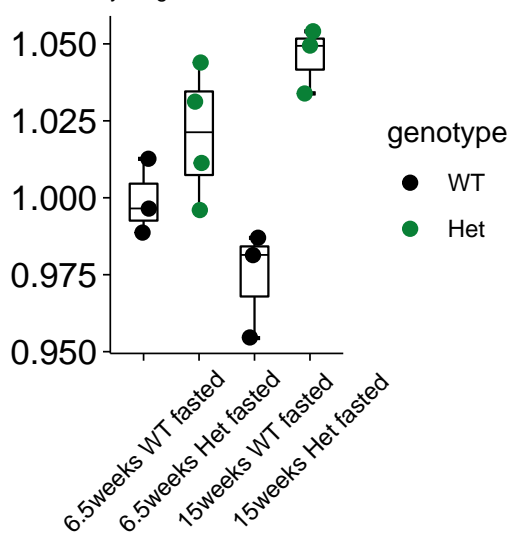 1.050
1.025
1.000
0.975
0.950
6.5weeks WT fasted
6.5weeks Het fasted
15weeks WT fasted
15weeks Het fasted
genotype
WT
Het